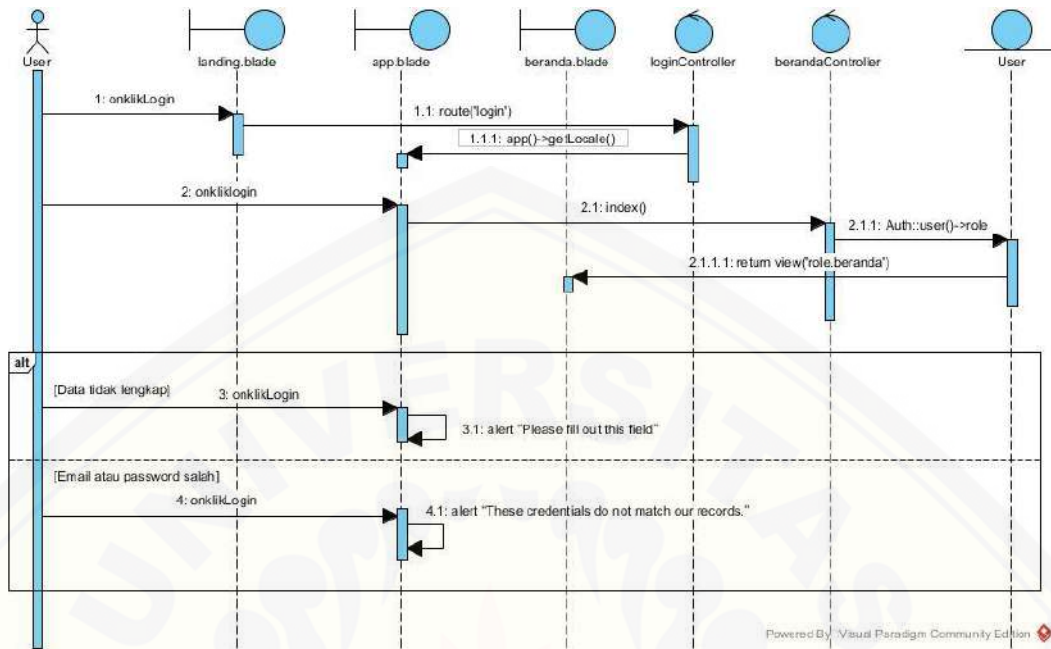 User
landing.blade
app.blade
beranda.blade
loginController
berandaController
User
1: onklikLogin
1.1: route("login")
1.1.1: app()->getLocale()
2: onkliklogin
2.1: index()
2.1.1: Auth::user()->role
2.1.1.1: return view("role.beranda")
alt
[Data tidak lengkap]
3: onklikLogin
3.1: alert "Please fill out this field"
[Email atau password salah]
4: onklikLogin
4.1: alert "These credentials do not match our records."
UNIVERSITAS
Powered By Visual Paradigm Community Edition